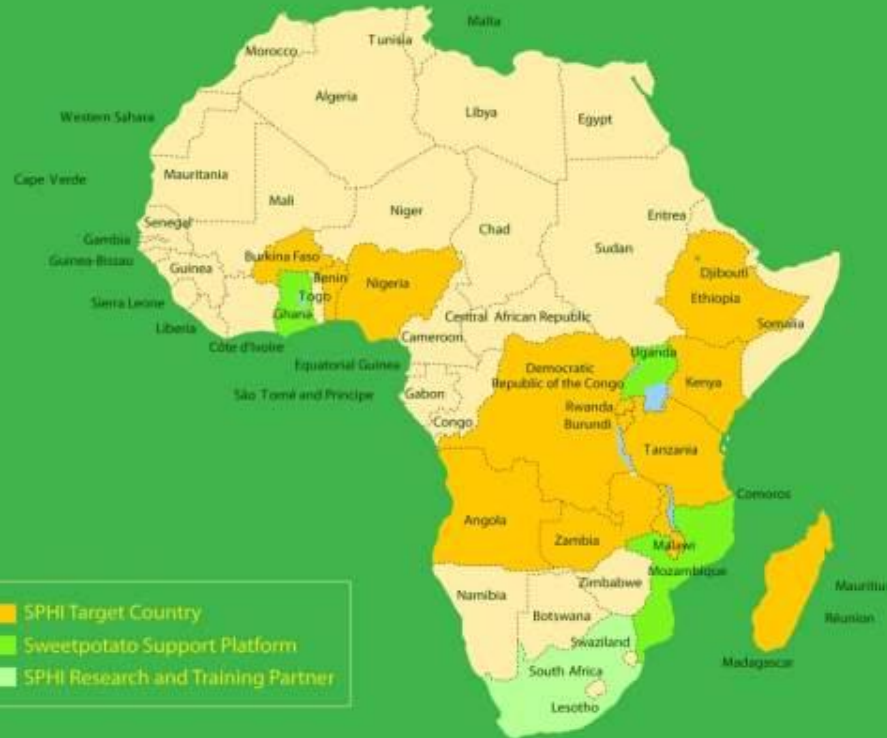 Malta
Tunisia
Morocco
Algeria
Libya
Egypt
Western Sahara
Cape Verde
Mauritania
Mali
Niger
Chad
Sudan
Eritrea
Senegal
Gambia
Guinea-Bissau
Guinea
Sierra Leone
Liberia
Côte d'Ivoire
Burkina Faso
Benin
Togo
Ghana
Nigeria
Djibouti
Ethiopia
Somalia
Central African Republic
Cameroon
Equatorial Guinea
São Tomé and Principe
Gabon
Congo
Democratic
Republic of the Congo
Uganda
Kenya
Rwanda
Burundi
Tanzania
Comoros
Angola
Zambia
Malawi
Mozambique
Zimbabwe
Namibia
Botswana
Swaziland
South Africa
Lesotho
Mauritiu
Réunion
Madagascar
SPHI Target Country
Sweetpotato Support Platform
SPHI Research and Training Partner